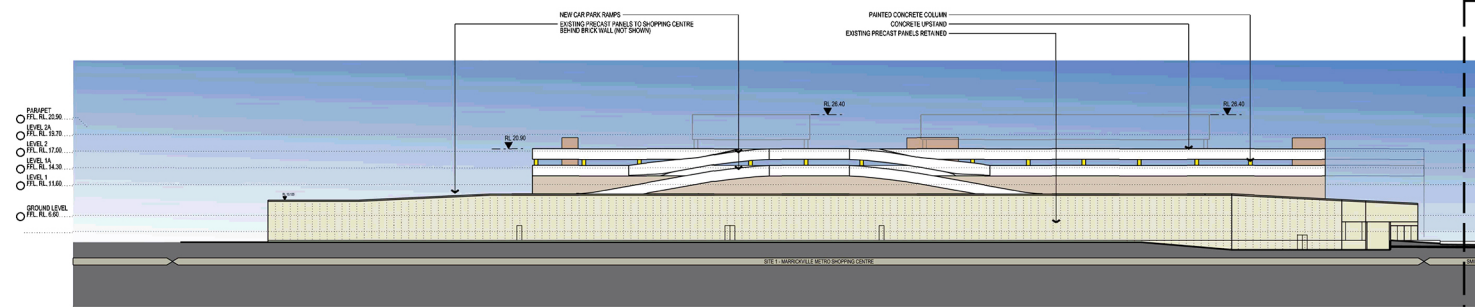 NEW CAR PARK RAMPS
EXISTING PRECAST PANELS TO SHOPPING CENTRE
BEHIND BRICK WALL (NOT SHOWN)
PAINTED CONCRETE COLUMN
CONCRETE UPSTAND
EXISTING PRECAST PANELS RETAINED
RL 26.40
RL 26.40
RL 20.90
PARAPET
FFL. RL. 20.90
LEVEL 2A
FFL. RL. 19.70
LEVEL 2
FFL. RL. 17.00
LEVEL 1A
FFL. RL. 14.30
LEVEL 1
FFL. RL. 11.60
GROUND LEVEL
FFL. RL. 6.60
SITE 1 - MARRICKVILLE METRO SHOPPING CENTRE